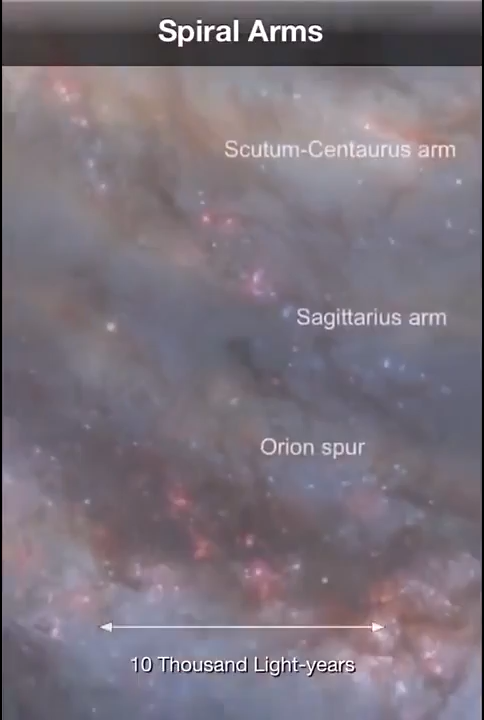 Spiral Arms
Scutum-Centaurus arm
Sagittarius arm
Orion spur
10 Thousand Light-years